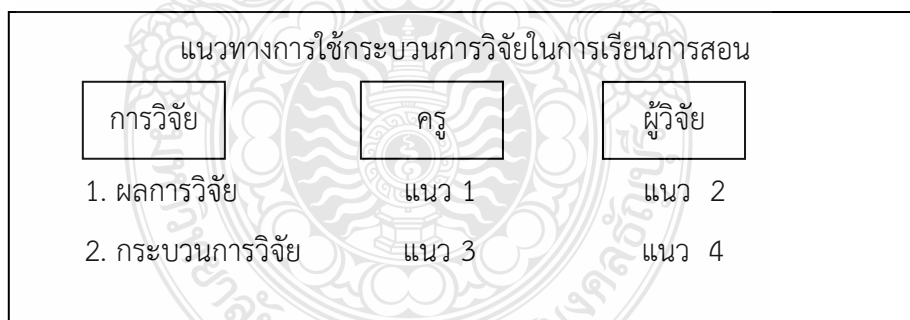 แนวทางการใช้กระบวนการวิจัยในการเรียนการสอน
การวิจัย ครู ผู้วิจัย
1. ผลการวิจัย แนว 1 แนว 2
2. กระบวนการวิจัย แนว 3 แนว 4